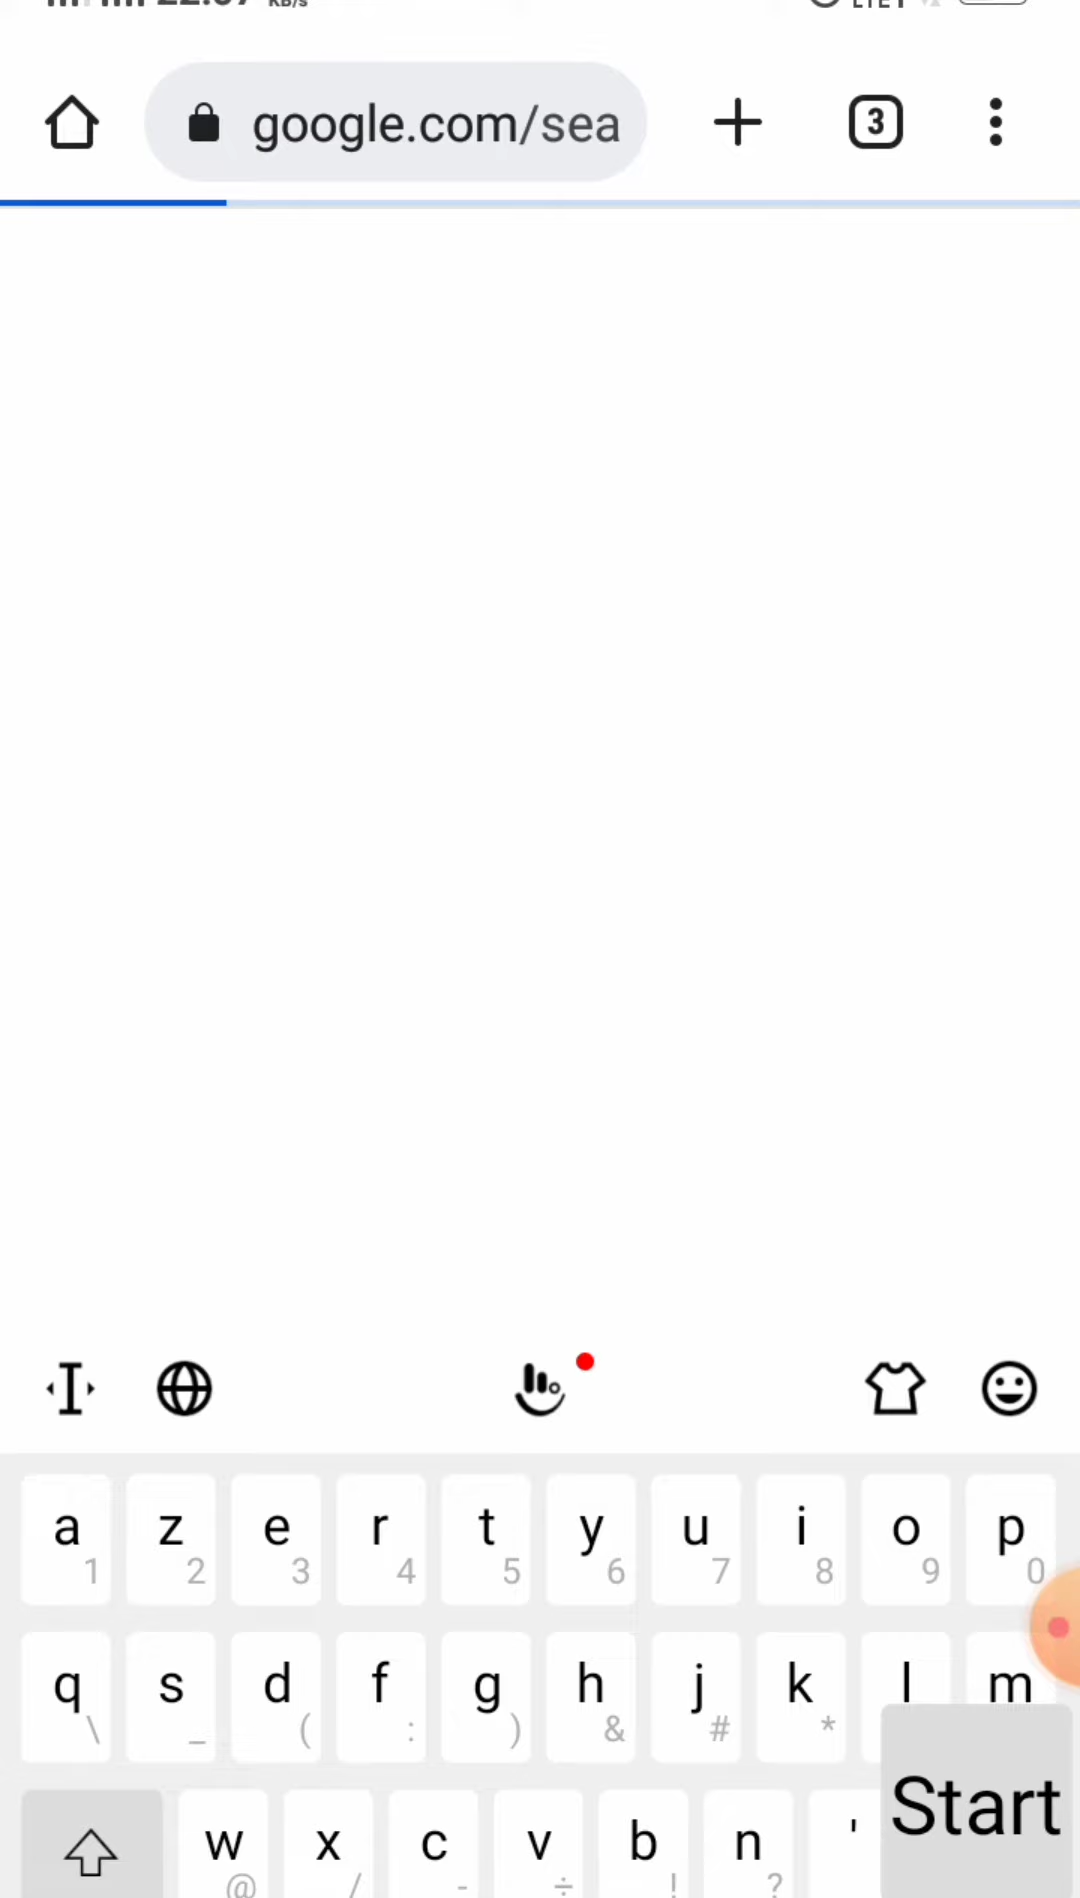 google.com/sea
3
a z e r t y u i o p
1 2 3 4 5 6 7 8 9 0
q s d f g h j k l m
\ _ ( : ) & # *
Start
w x c v b n '
@ / - ÷ ! ?